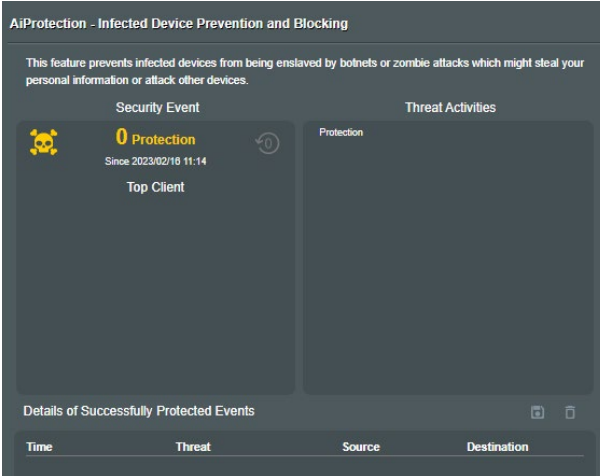 AiProtection - Infected Device Prevention and Blocking
This feature prevents infected devices from being enslaved by botnets or zombie attacks which might steal your
personal information or attack other devices.
Security Event
Threat Activities
0 Protection
Since 2023/02/16 11:14
0
Top Client
Protection
Details of Successfully Protected Events
Time Threat Source Destination